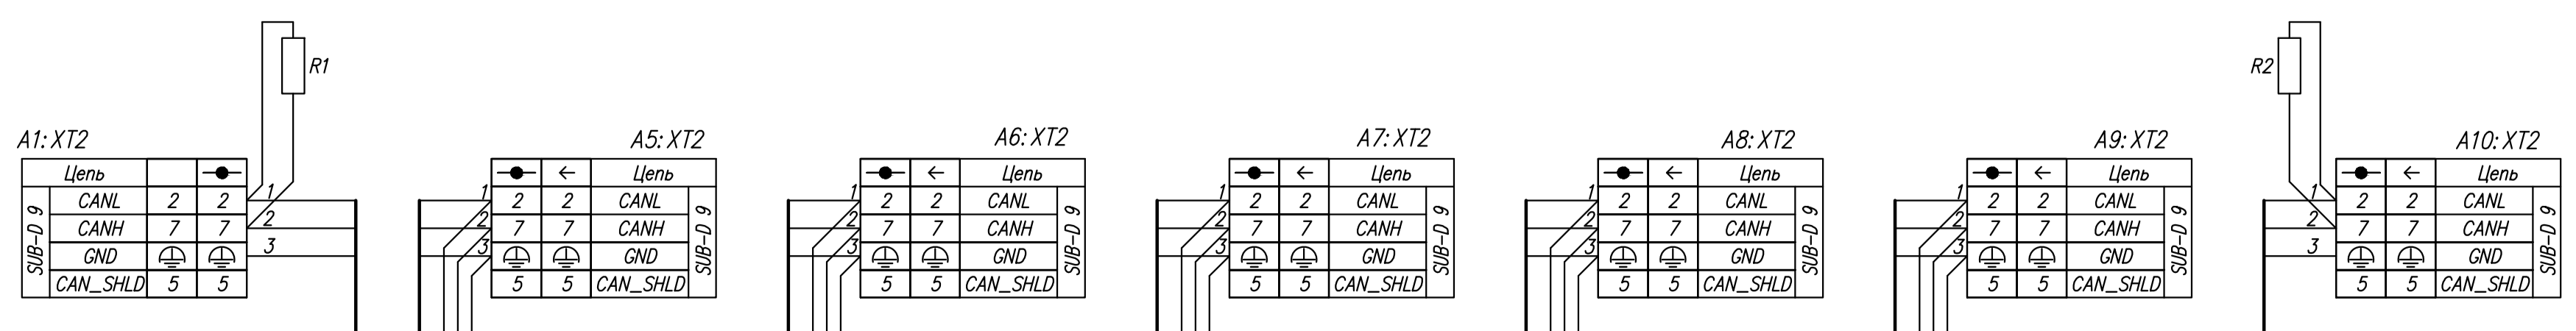 R1
R2
A1: XT2
A5: XT2
A6: XT2
A7: XT2
A8: XT2
A9: XT2
A10: XT2
Цепь
SUB-D 9
CANL 2 2 1
CANH 7 7 2
GND 3
CAN_SHLD 5 5
← Цепь
1 2 2 CANL
2 7 7 CANH
3 GND
5 5 CAN_SHLD
SUB-D 9
← Цепь
1 2 2 CANL
2 7 7 CANH
3 GND
5 5 CAN_SHLD
SUB-D 9
← Цепь
1 2 2 CANL
2 7 7 CANH
3 GND
5 5 CAN_SHLD
SUB-D 9
← Цепь
1 2 2 CANL
2 7 7 CANH
3 GND
5 5 CAN_SHLD
SUB-D 9
← Цепь
1 2 2 CANL
2 7 7 CANH
3 GND
5 5 CAN_SHLD
SUB-D 9
← Цепь
1 2 2 CANL
2 7 7 CANH
3 GND
5 5 CAN_SHLD
SUB-D 9